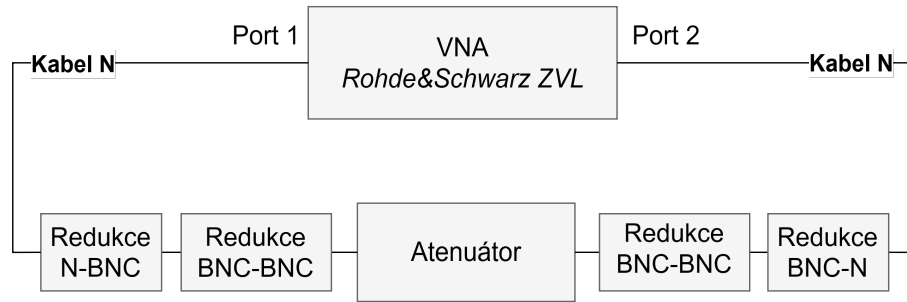 Port 1
VNA
Rohde&Schwarz ZVL
Port 2
Kabel N
Kabel N
Redukce
N-BNC
Redukce
BNC-BNC
Atenuátor
Redukce
BNC-BNC
Redukce
BNC-N